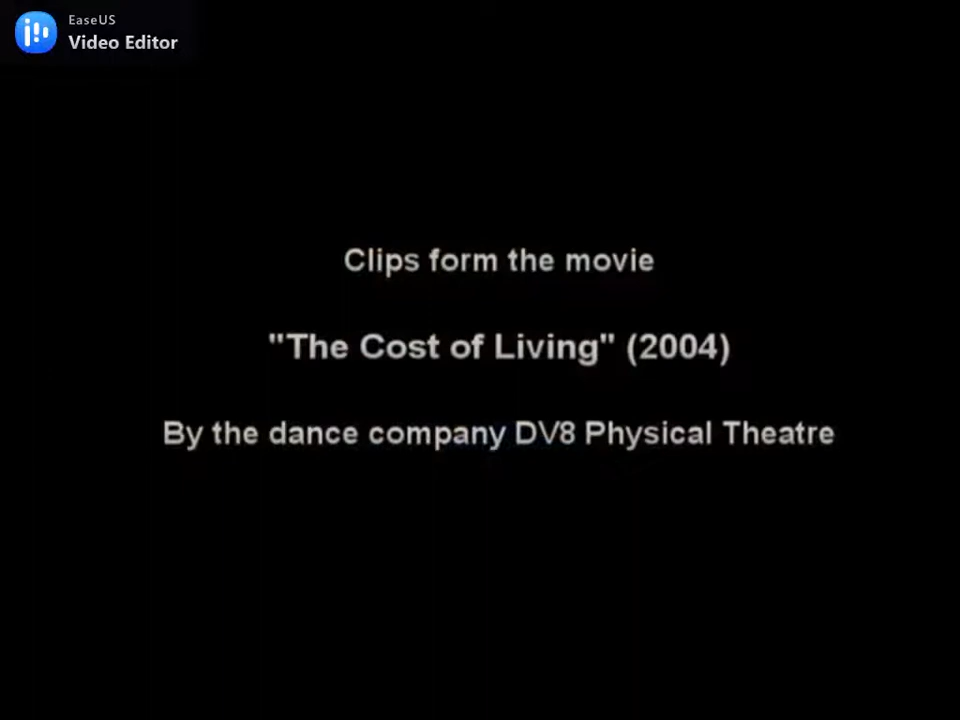 EaseUS
Video Editor
Clips form the movie
"The Cost of Living" (2004)
By the dance company DV8 Physical Theatre